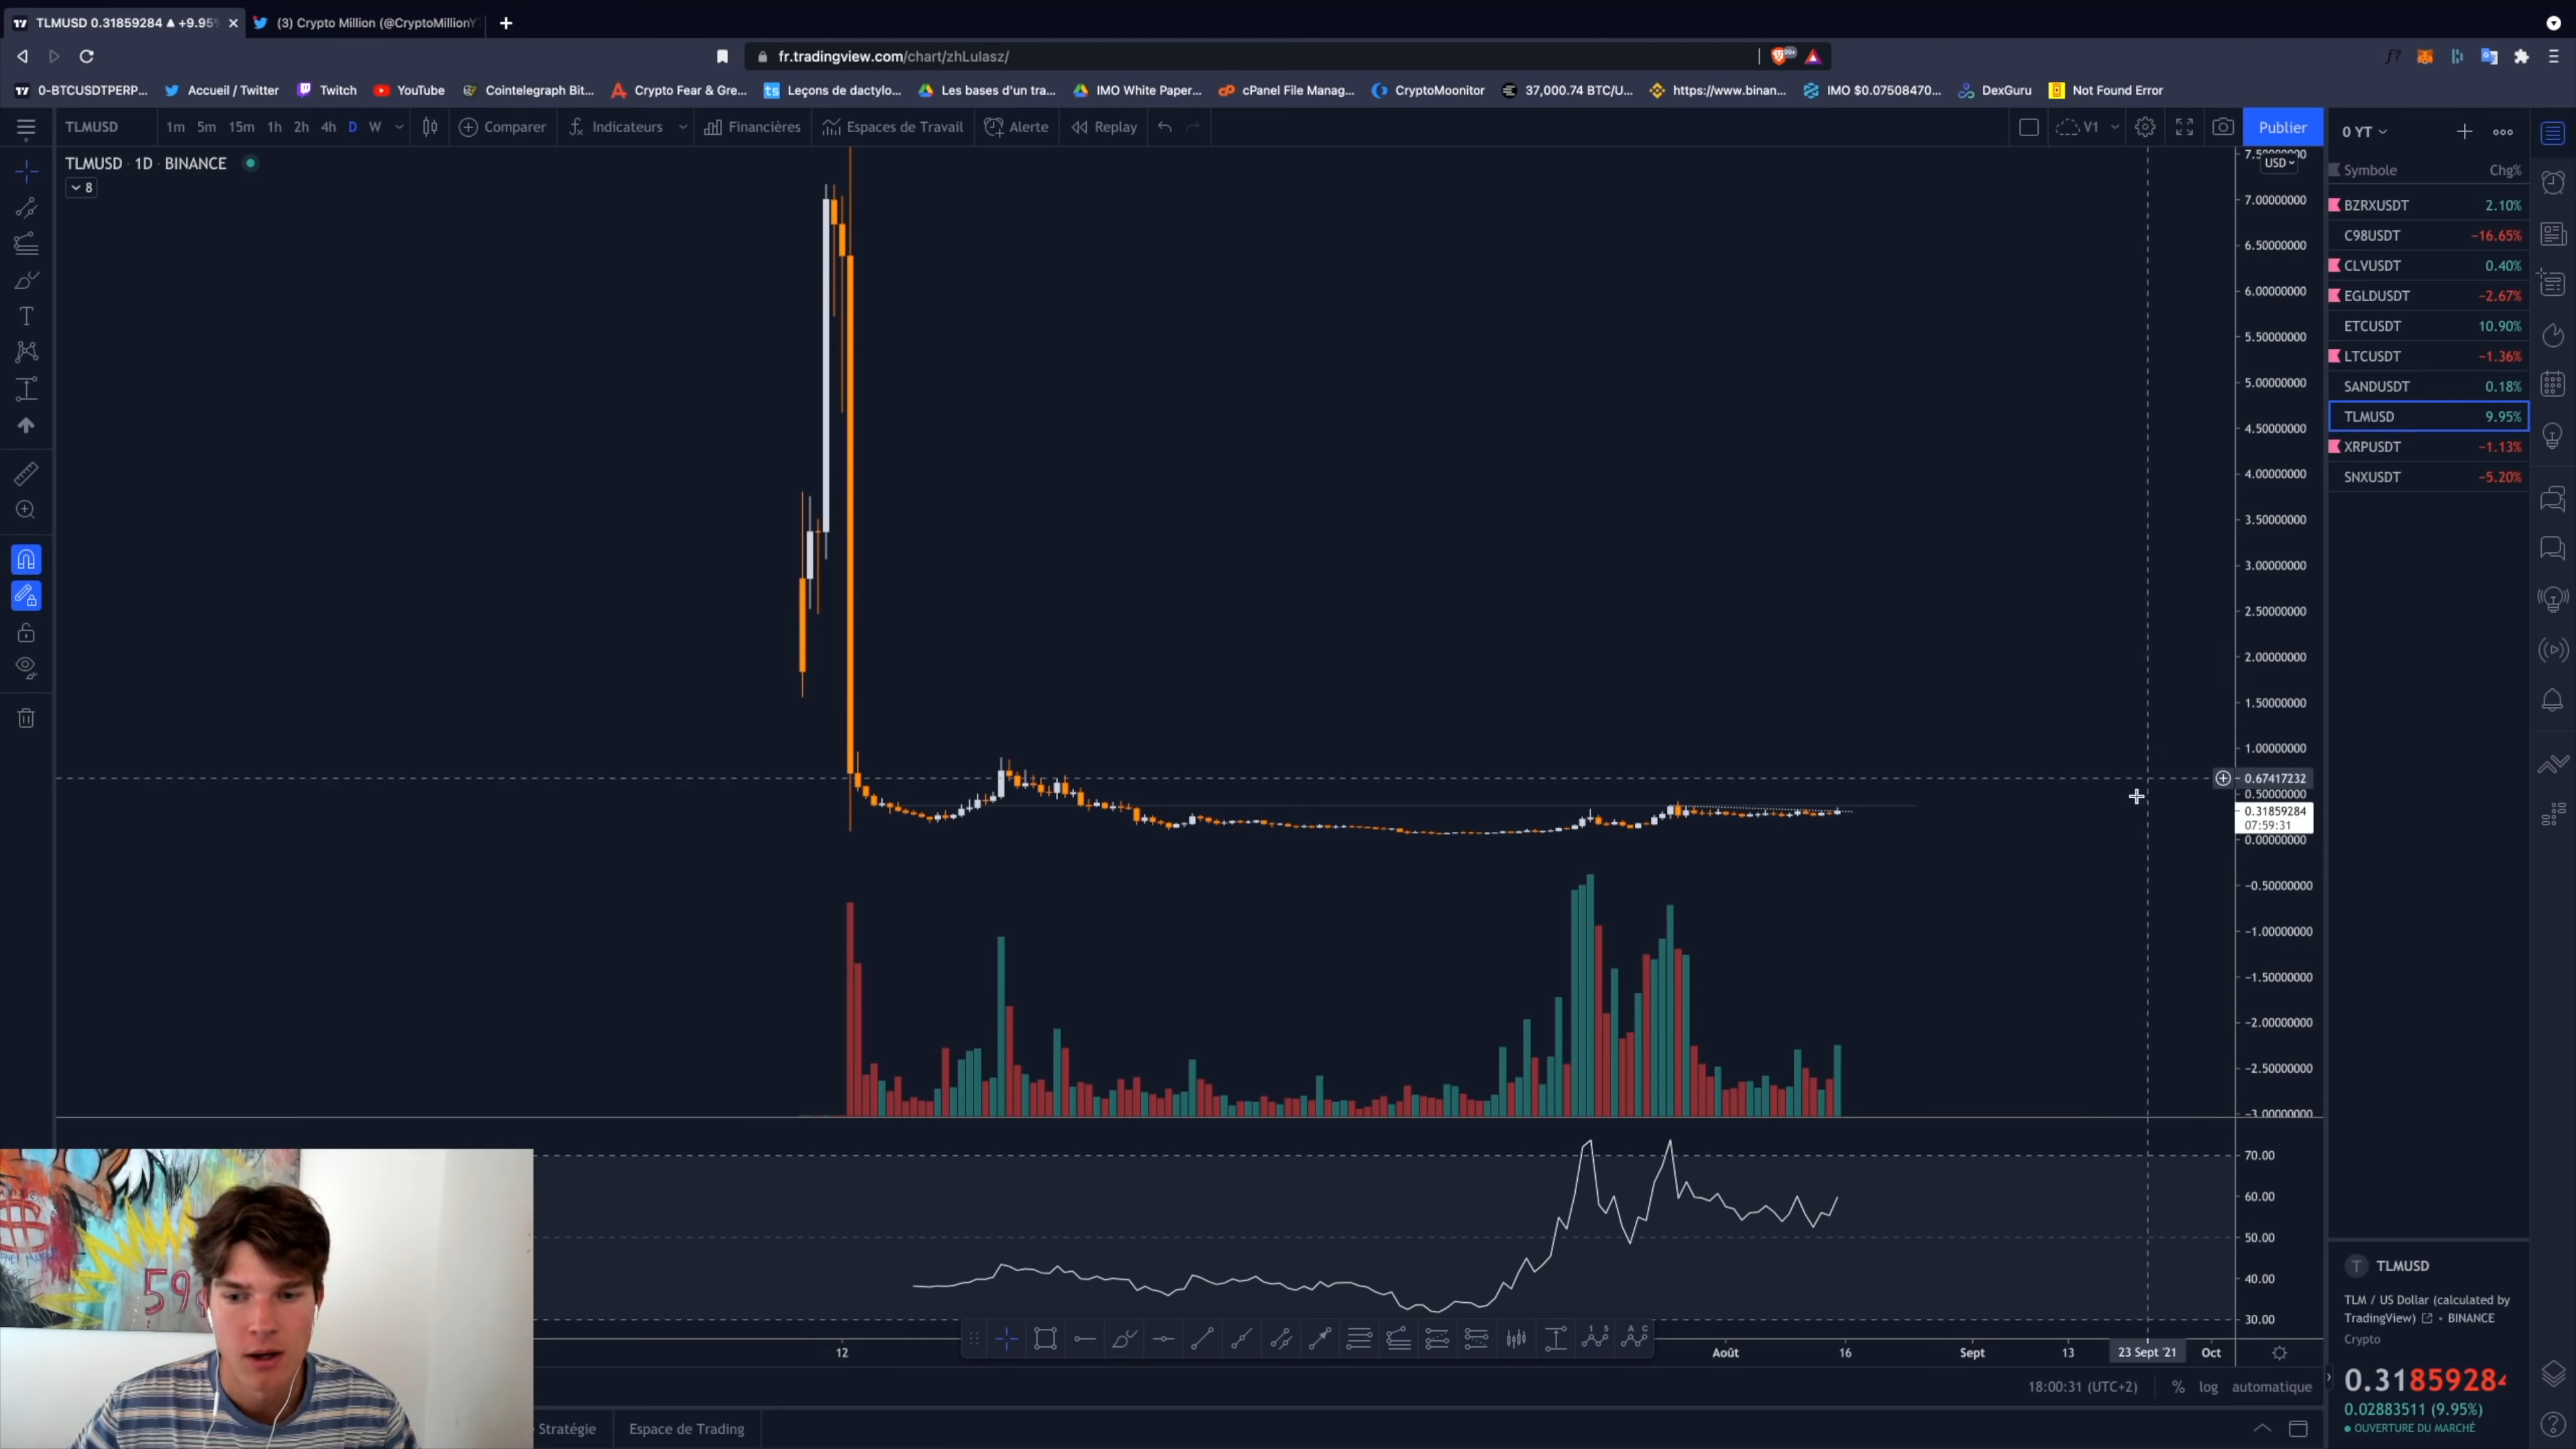 TLMUSD 0.31859284 ▲ +9.95%
(3) Crypto Million (@CryptoMillionY
fr.tradingview.com/chart/zhLulasz/
0-BTCUSDTPERP...
Accueil / Twitter
Twitch
YouTube
Cointelegraph Bit...
Crypto Fear & Gre...
Leçons de dactylo...
Les bases d'un tra...
IMO White Paper...
cPanel File Manag...
CryptoMoonitor
37,000.74 BTC/U...
https://www.binan...
IMO $0.07508470...
DexGuru
Not Found Error
TLMUSD
1m 5m 15m 1h 2h 4h D W
Comparer
Indicateurs
Financières
Espaces de Travail
Alerte
Replay
V1
Publier
0 YT
TLMUSD · 1D · BINANCE
8
USD
7.00000000
6.50000000
6.00000000
5.50000000
5.00000000
4.50000000
4.00000000
3.50000000
3.00000000
2.50000000
2.00000000
1.50000000
1.00000000
0.67417232
0.50000000
0.31859284
07:59:31
0.00000000
−0.50000000
−1.00000000
−1.50000000
−2.00000000
−2.50000000
−3.00000000
70.00
60.00
50.00
40.00
30.00
Symbole Chg%
BZRXUSDT 2.10%
C98USDT −16.65%
CLVUSDT 0.40%
EGLDUSDT −2.67%
ETCUSDT 10.90%
LTCUSDT −1.36%
SANDUSDT 0.18%
TLMUSD 9.95%
XRPUSDT −1.13%
SNXUSDT −5.20%
59
12 Août 16 Sept 13 23 Sept '21 Oct
18:00:31 (UTC+2) % log automatique
Stratégie
Espace de Trading
TLMUSD
TLM / US Dollar (calculated by
TradingView) • BINANCE
Crypto
0.31859284
0.02883511 (9.95%)
OUVERTURE DU MARCHÉ